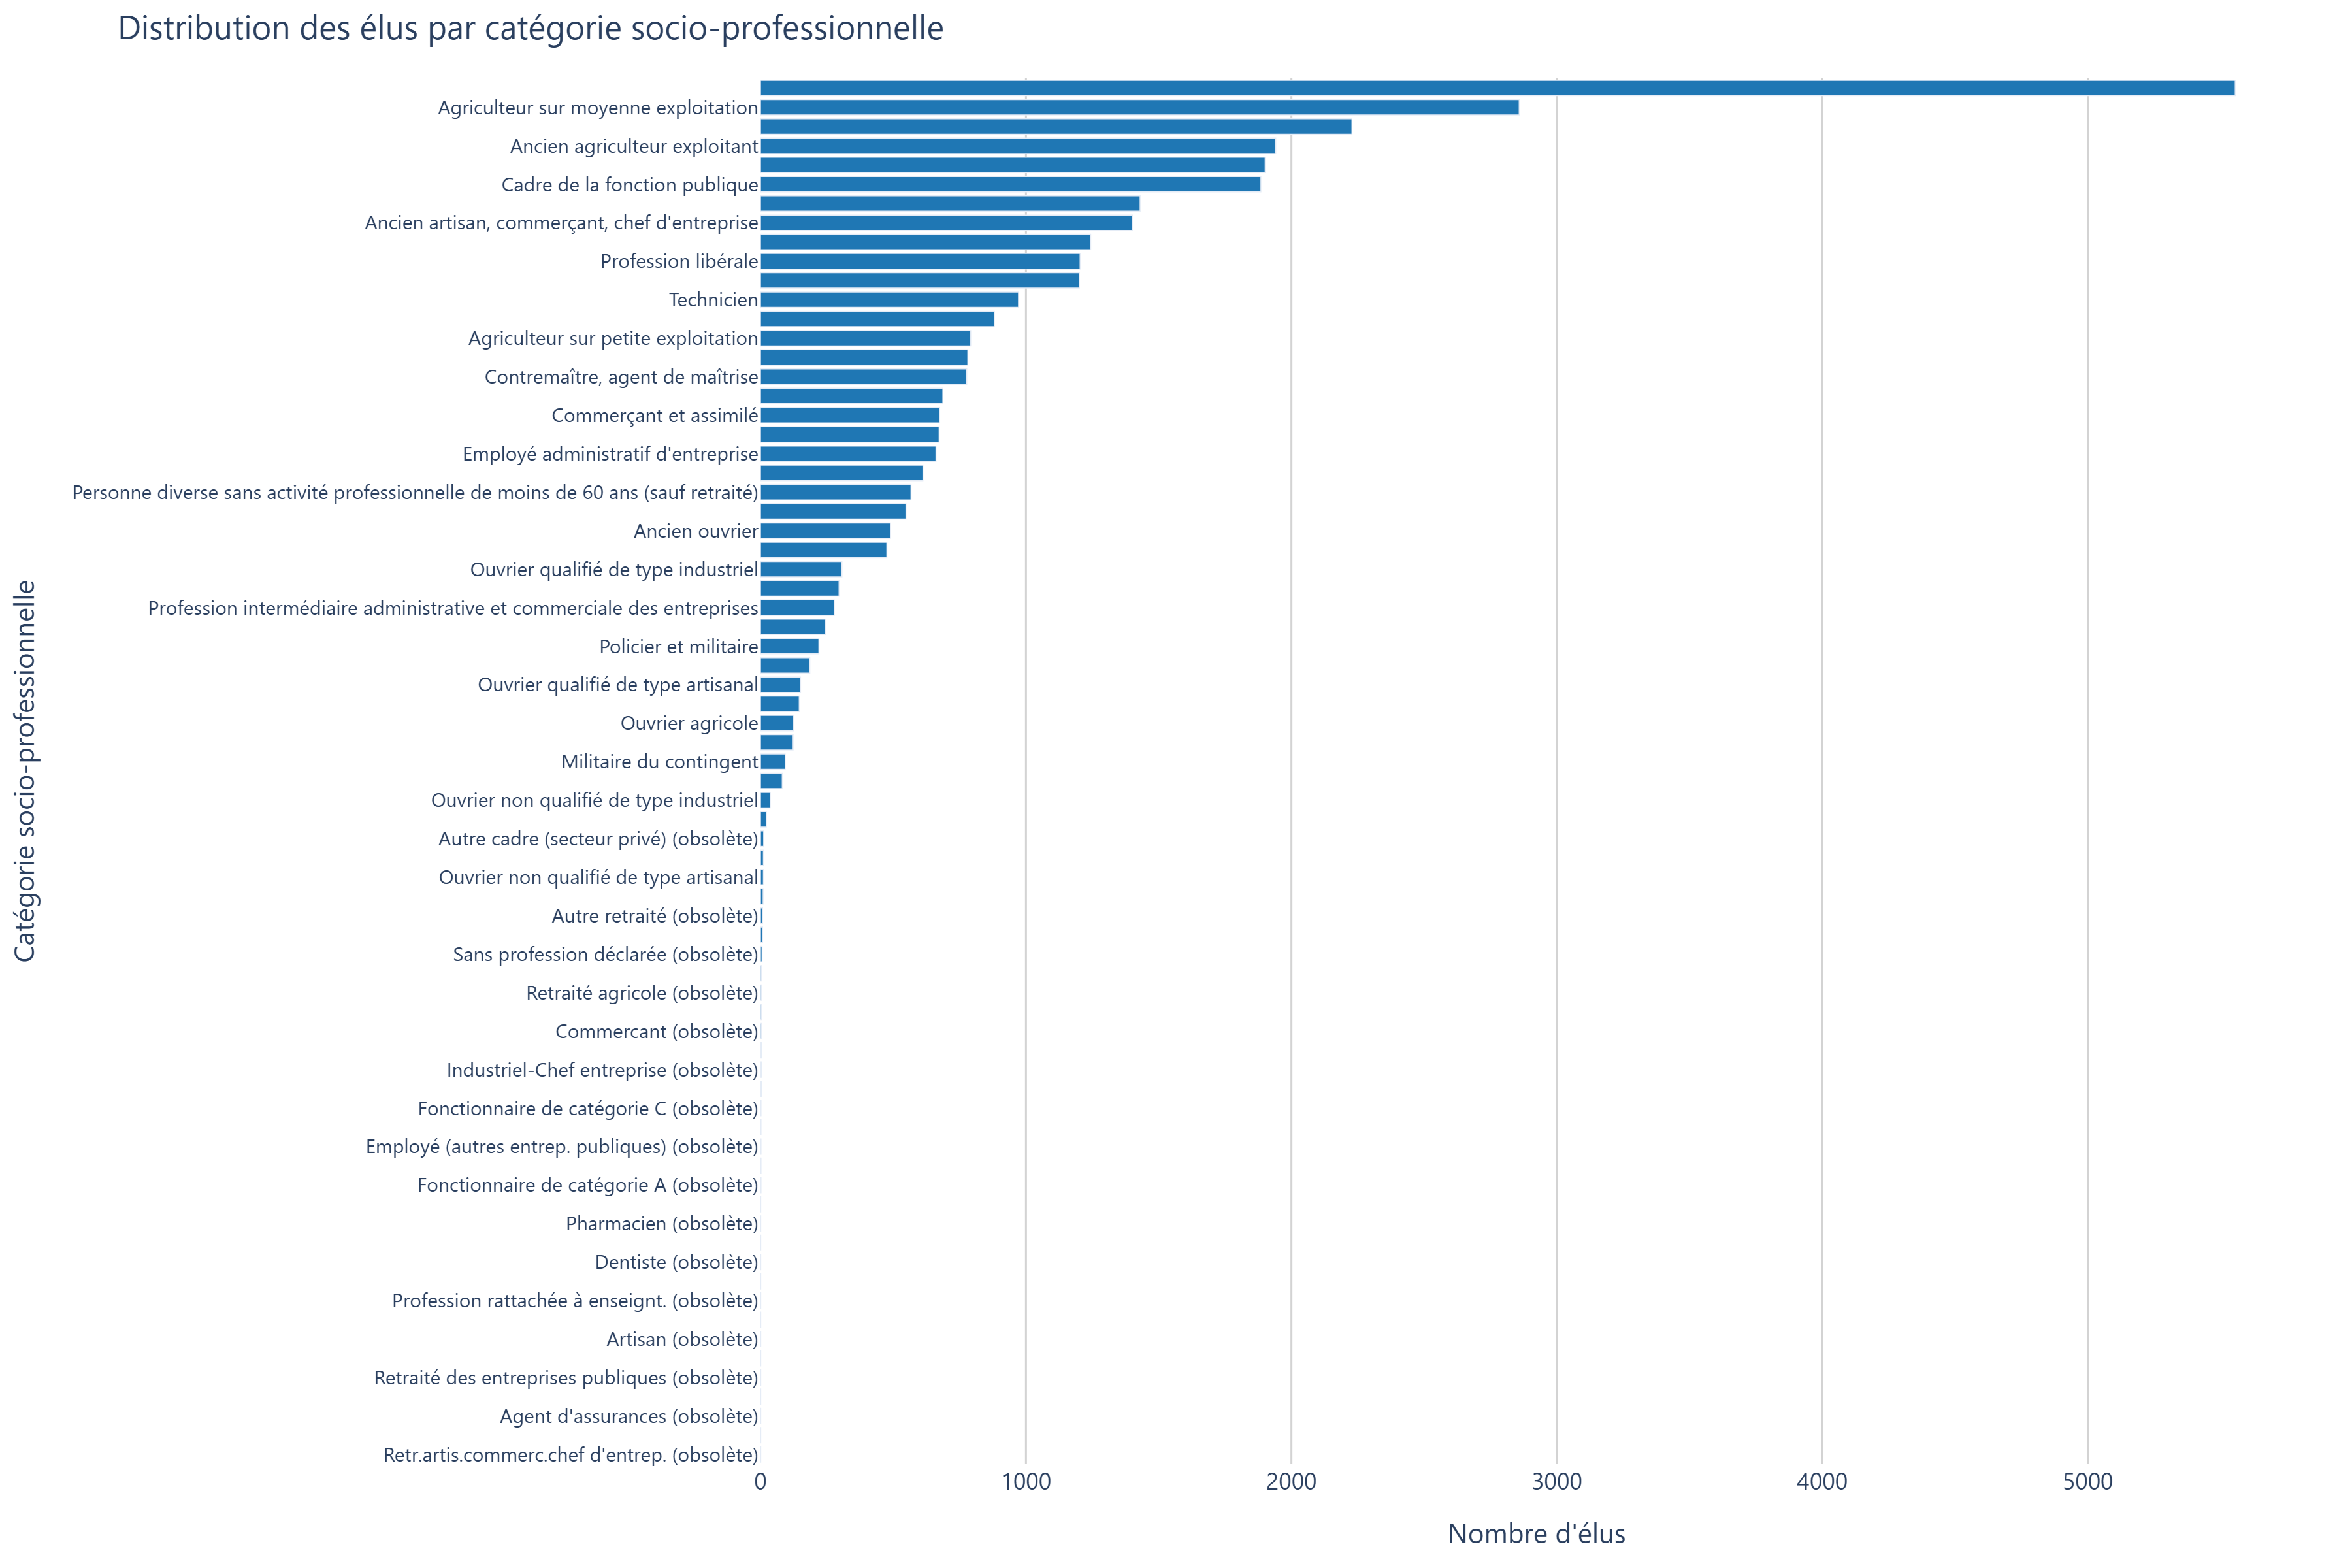 Distribution des élus par catégorie socio-professionnelle
Catégorie socio-professionnelle
Agriculteur sur moyenne exploitation
Ancien agriculteur exploitant
Cadre de la fonction publique
Ancien artisan, commerçant, chef d'entreprise
Profession libérale
Technicien
Agriculteur sur petite exploitation
Contremaître, agent de maîtrise
Commerçant et assimilé
Employé administratif d'entreprise
Personne diverse sans activité professionnelle de moins de 60 ans (sauf retraité)
Ancien ouvrier
Ouvrier qualifié de type industriel
Profession intermédiaire administrative et commerciale des entreprises
Policier et militaire
Ouvrier qualifié de type artisanal
Ouvrier agricole
Militaire du contingent
Ouvrier non qualifié de type industriel
Autre cadre (secteur privé) (obsolète)
Ouvrier non qualifié de type artisanal
Autre retraité (obsolète)
Sans profession déclarée (obsolète)
Retraité agricole (obsolète)
Commercant (obsolète)
Industriel-Chef entreprise (obsolète)
Fonctionnaire de catégorie C (obsolète)
Employé (autres entrep. publiques) (obsolète)
Fonctionnaire de catégorie A (obsolète)
Pharmacien (obsolète)
Dentiste (obsolète)
Profession rattachée à enseignt. (obsolète)
Artisan (obsolète)
Retraité des entreprises publiques (obsolète)
Agent d'assurances (obsolète)
Retr.artis.commerc.chef d'entrep. (obsolète)
0 1000 2000 3000 4000 5000
Nombre d'élus